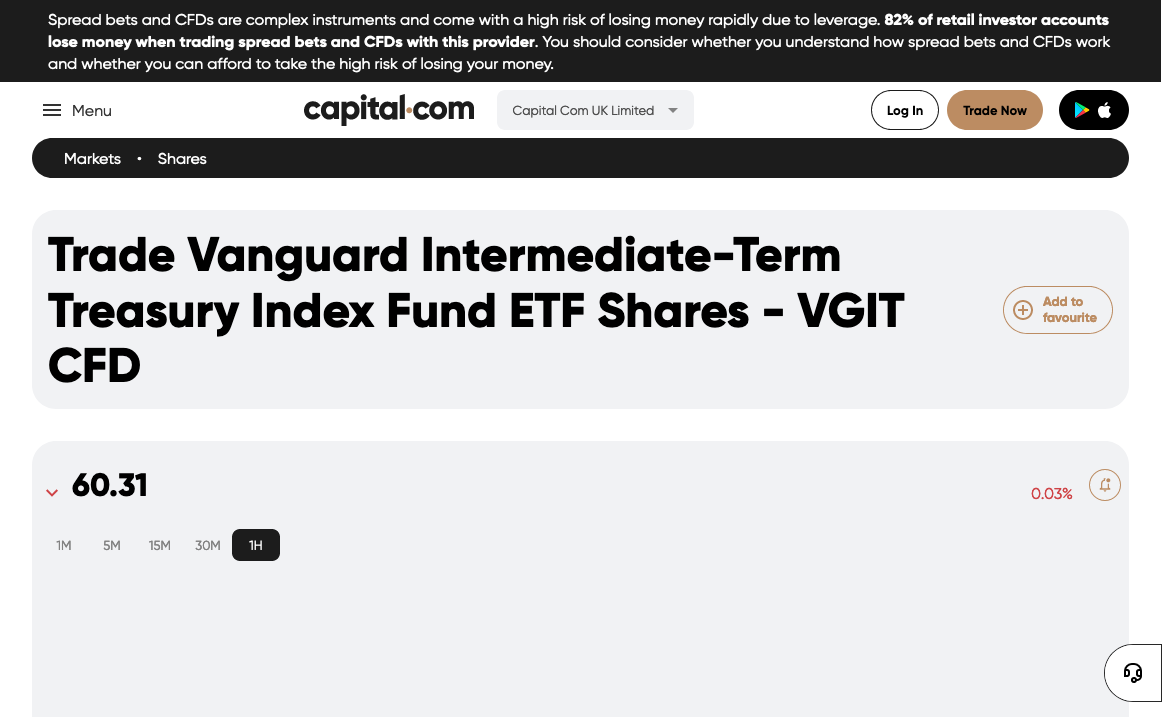 Spread bets and CFDs are complex instruments and come with a high risk of losing money rapidly due to leverage. 82% of retail investor accounts
lose money when trading spread bets and CFDs with this provider. You should consider whether you understand how spread bets and CFDs work
and whether you can afford to take the high risk of losing your money.
Menu
capital.com
Capital Com UK Limited
Log In
Trade Now
Markets • Shares
Trade Vanguard Intermediate-Term
Treasury Index Fund ETF Shares - VGIT
CFD
Add to
favourite
60.31
0.03%
1M 5M 15M 30M 1H